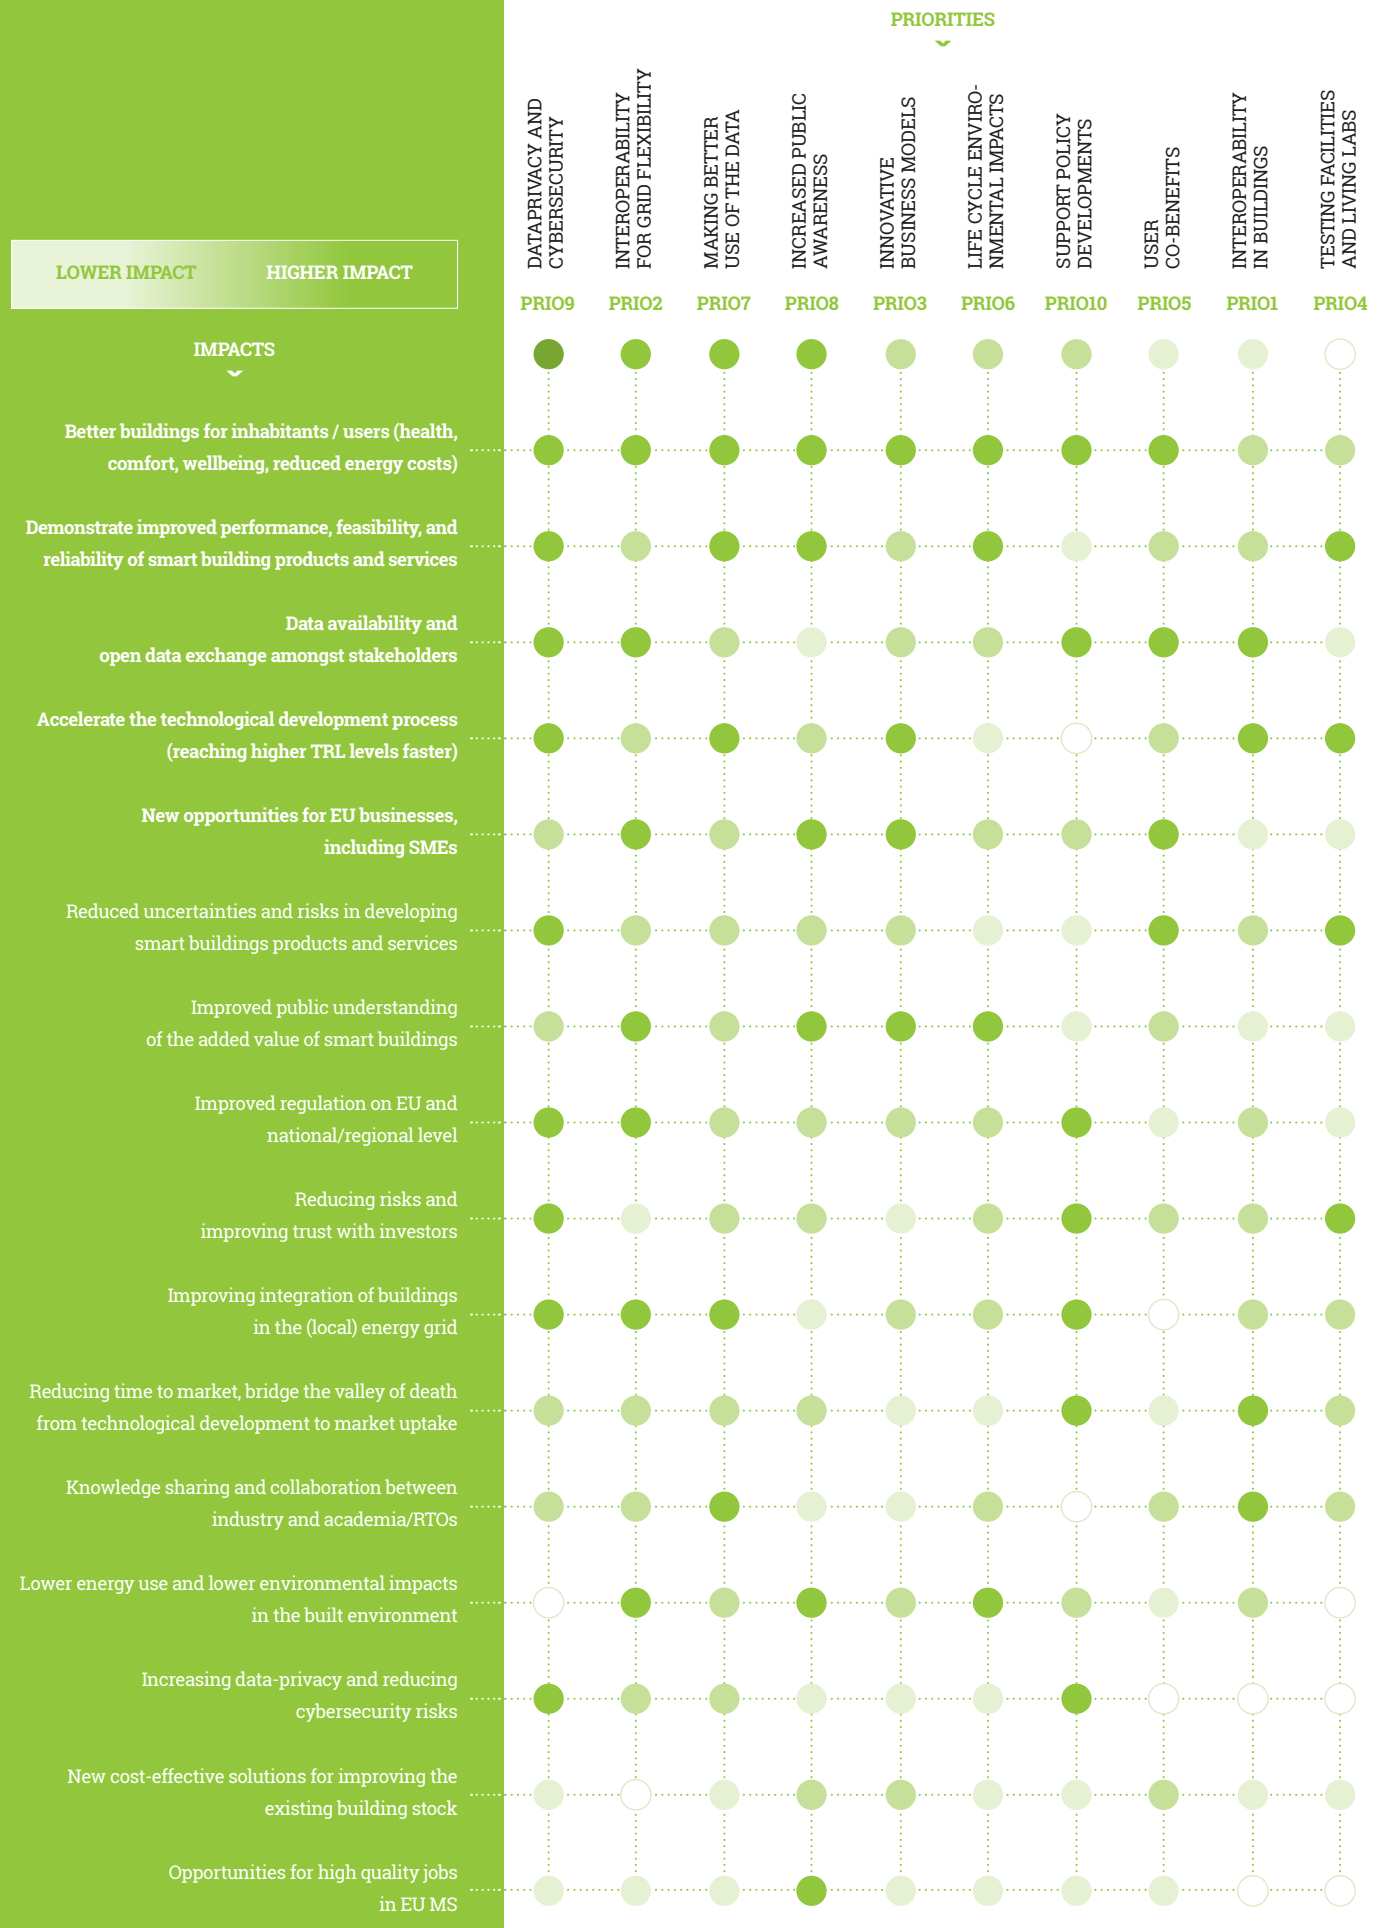 PRIORITIES
DATAPRIVACY AND
CYBERSECURITY
INTEROPERABILITY
FOR GRID FLEXIBILITY
MAKING BETTER
USE OF THE DATA
INCREASED PUBLIC
AWARENESS
INNOVATIVE
BUSINESS MODELS
LIFE CYCLE ENVIRO-
NMENTAL IMPACTS
SUPPORT POLICY
DEVELOPMENTS
USER
CO-BENEFITS
INTEROPERABILITY
IN BUILDINGS
TESTING FACILITIES
AND LIVING LABS
LOWER IMPACT HIGHER IMPACT
PRIO9 PRIO2 PRIO7 PRIO8 PRIO3 PRIO6 PRIO10 PRIO5 PRIO1 PRIO4
IMPACTS
Better buildings for inhabitants / users (health,
comfort, wellbeing, reduced energy costs)
Demonstrate improved performance, feasibility, and
reliability of smart building products and services
Data availability and
open data exchange amongst stakeholders
Accelerate the technological development process
(reaching higher TRL levels faster)
New opportunities for EU businesses,
including SMEs
Reduced uncertainties and risks in developing
smart buildings products and services
Improved public understanding
of the added value of smart buildings
Improved regulation on EU and
national/regional level
Reducing risks and
improving trust with investors
Improving integration of buildings
in the (local) energy grid
Reducing time to market, bridge the valley of death
from technological development to market uptake
Knowledge sharing and collaboration between
industry and academia/RTOs
Lower energy use and lower environmental impacts
in the built environment
Increasing data-privacy and reducing
cybersecurity risks
New cost-effective solutions for improving the
existing building stock
Opportunities for high quality jobs
in EU MS